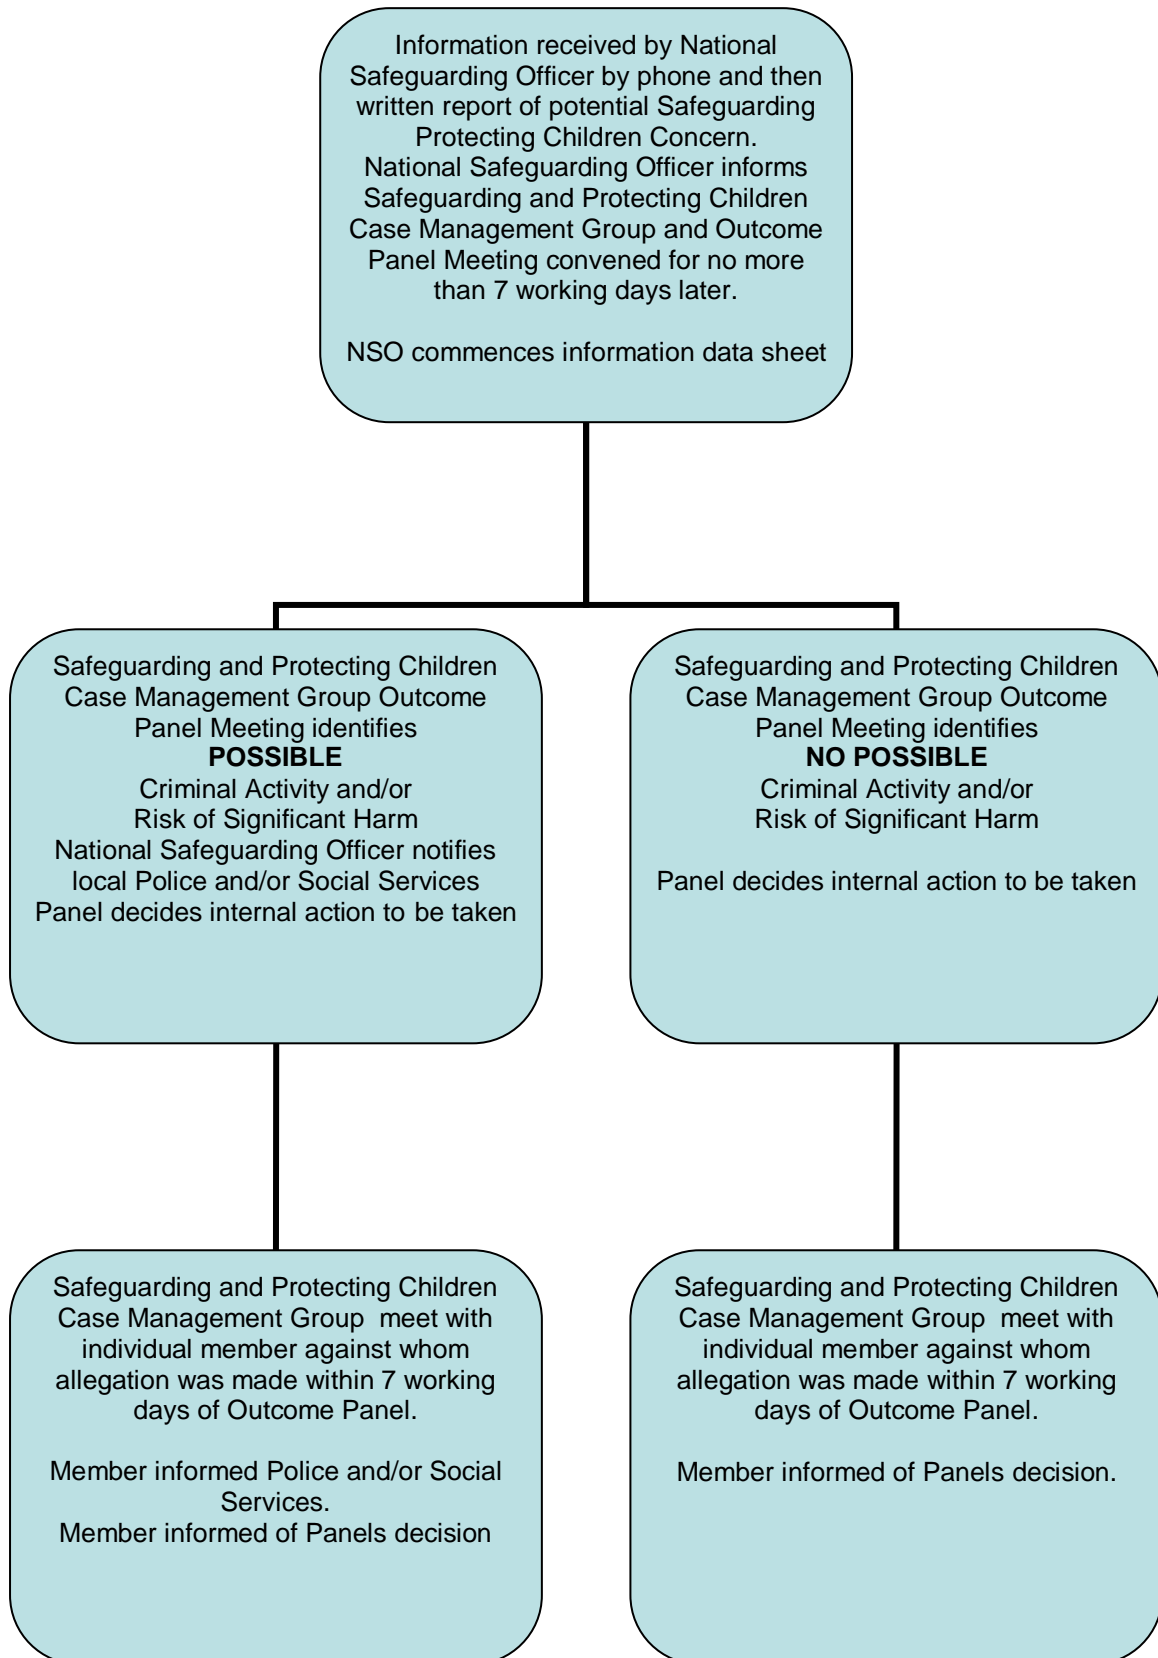 Information received by National
Safeguarding Officer by phone and then
written report of potential Safeguarding
Protecting Children Concern.
National Safeguarding Officer informs
Safeguarding and Protecting Children
Case Management Group and Outcome
Panel Meeting convened for no more
than 7 working days later.
NSO commences information data sheet
Safeguarding and Protecting Children
Case Management Group Outcome
Panel Meeting identifies
POSSIBLE
Criminal Activity and/or
Risk of Significant Harm
National Safeguarding Officer notifies
local Police and/or Social Services
Panel decides internal action to be taken
Safeguarding and Protecting Children
Case Management Group Outcome
Panel Meeting identifies
NO POSSIBLE
Criminal Activity and/or
Risk of Significant Harm
Panel decides internal action to be taken
Safeguarding and Protecting Children
Case Management Group  meet with
individual member against whom
allegation was made within 7 working
days of Outcome Panel.
Member informed Police and/or Social
Services.
Member informed of Panels decision
Safeguarding and Protecting Children
Case Management Group  meet with
individual member against whom
allegation was made within 7 working
days of Outcome Panel.
Member informed of Panels decision.